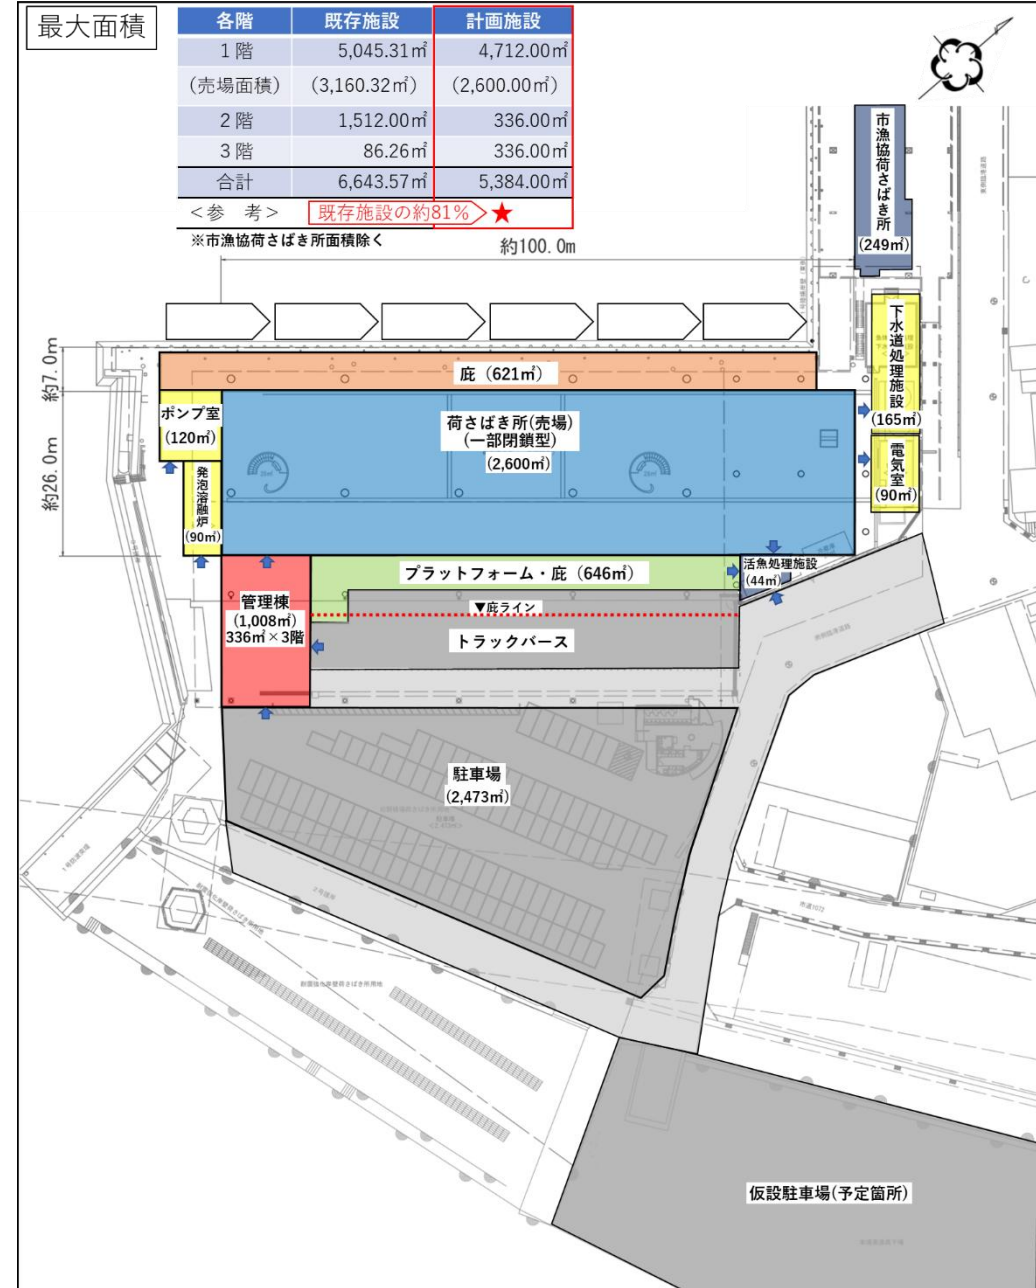 最大面積
各階 既存施設 計画施設
1階 5,045.31㎡ 4,712.00㎡
(売場面積) (3,160.32㎡) (2,600.00㎡)
2階 1,512.00㎡ 336.00㎡
3階 86.26㎡ 336.00㎡
合計 6,643.57㎡ 5,384.00㎡
<参 考> 既存施設の約81% ★
※市漁協荷さばき所面積除く
約100.0m
市漁協荷さばき所
(249㎡)
約7.0m
庇（621㎡）
下水道処理施設
(165㎡)
ポンプ室
(120㎡)
荷さばき所(売場)
(一部閉鎖型)
(2,600㎡)
約26.0m
電気室
(90㎡)
発泡溶融炉
(90㎡)
プラットフォーム・庇（646㎡）
活魚処理施設
(44㎡)
管理棟
(1,008㎡)
336㎡×3階
▼庇ライン
トラックバース
駐車場
(2,473㎡)
市道1072
仮設駐車場(予定箇所)